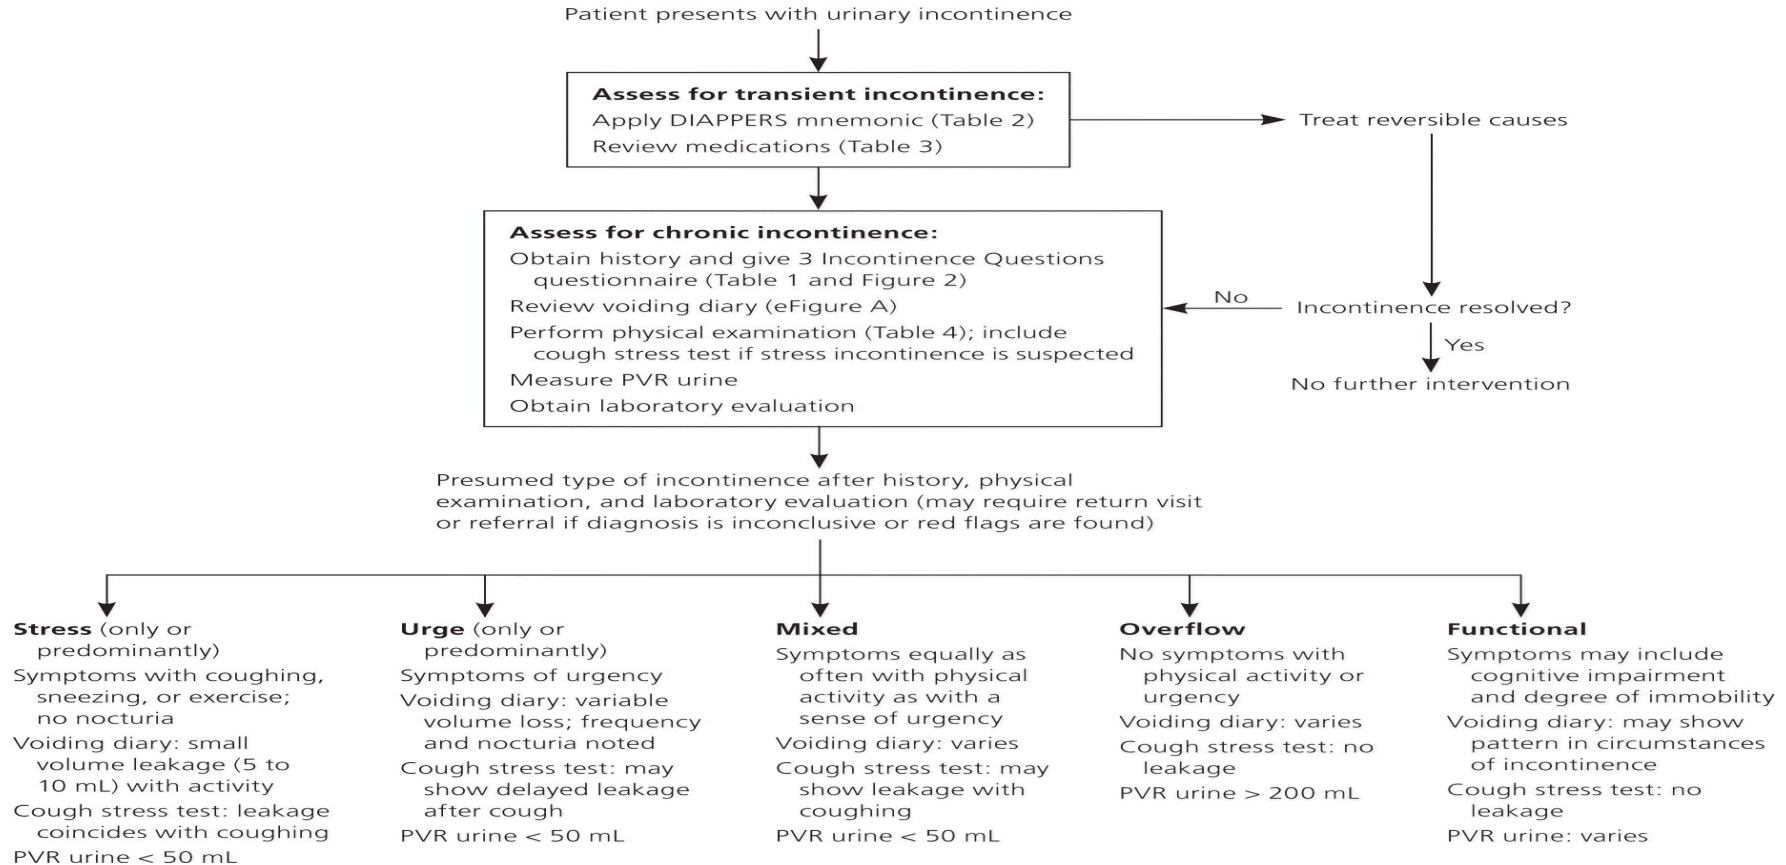 Patient presents with urinary incontinence
Assess for transient incontinence:
Apply DIAPPERS mnemonic (Table 2)
Review medications (Table 3)
Treat reversible causes
Assess for chronic incontinence:
Obtain history and give 3 Incontinence Questions
questionnaire (Table 1 and Figure 2)
Review voiding diary (eFigure A)
Perform physical examination (Table 4); include
cough stress test if stress incontinence is suspected
Measure PVR urine
Obtain laboratory evaluation
No
Incontinence resolved?
Yes
No further intervention
Presumed type of incontinence after history, physical
examination, and laboratory evaluation (may require return visit
or referral if diagnosis is inconclusive or red flags are found)
Stress (only or
predominantly)
Symptoms with coughing,
sneezing, or exercise;
no nocturia
Voiding diary: small
volume leakage (5 to
10 mL) with activity
Cough stress test: leakage
coincides with coughing
PVR urine < 50 mL
Urge (only or
predominantly)
Symptoms of urgency
Voiding diary: variable
volume loss; frequency
and nocturia noted
Cough stress test: may
show delayed leakage
after cough
PVR urine < 50 mL
Mixed
Symptoms equally as
often with physical
activity as with a
sense of urgency
Voiding diary: varies
Cough stress test: may
show leakage with
coughing
PVR urine < 50 mL
Overflow
No symptoms with
physical activity or
urgency
Voiding diary: varies
Cough stress test: no
leakage
PVR urine > 200 mL
Functional
Symptoms may include
cognitive impairment
and degree of immobility
Voiding diary: may show
pattern in circumstances
of incontinence
Cough stress test: no
leakage
PVR urine: varies